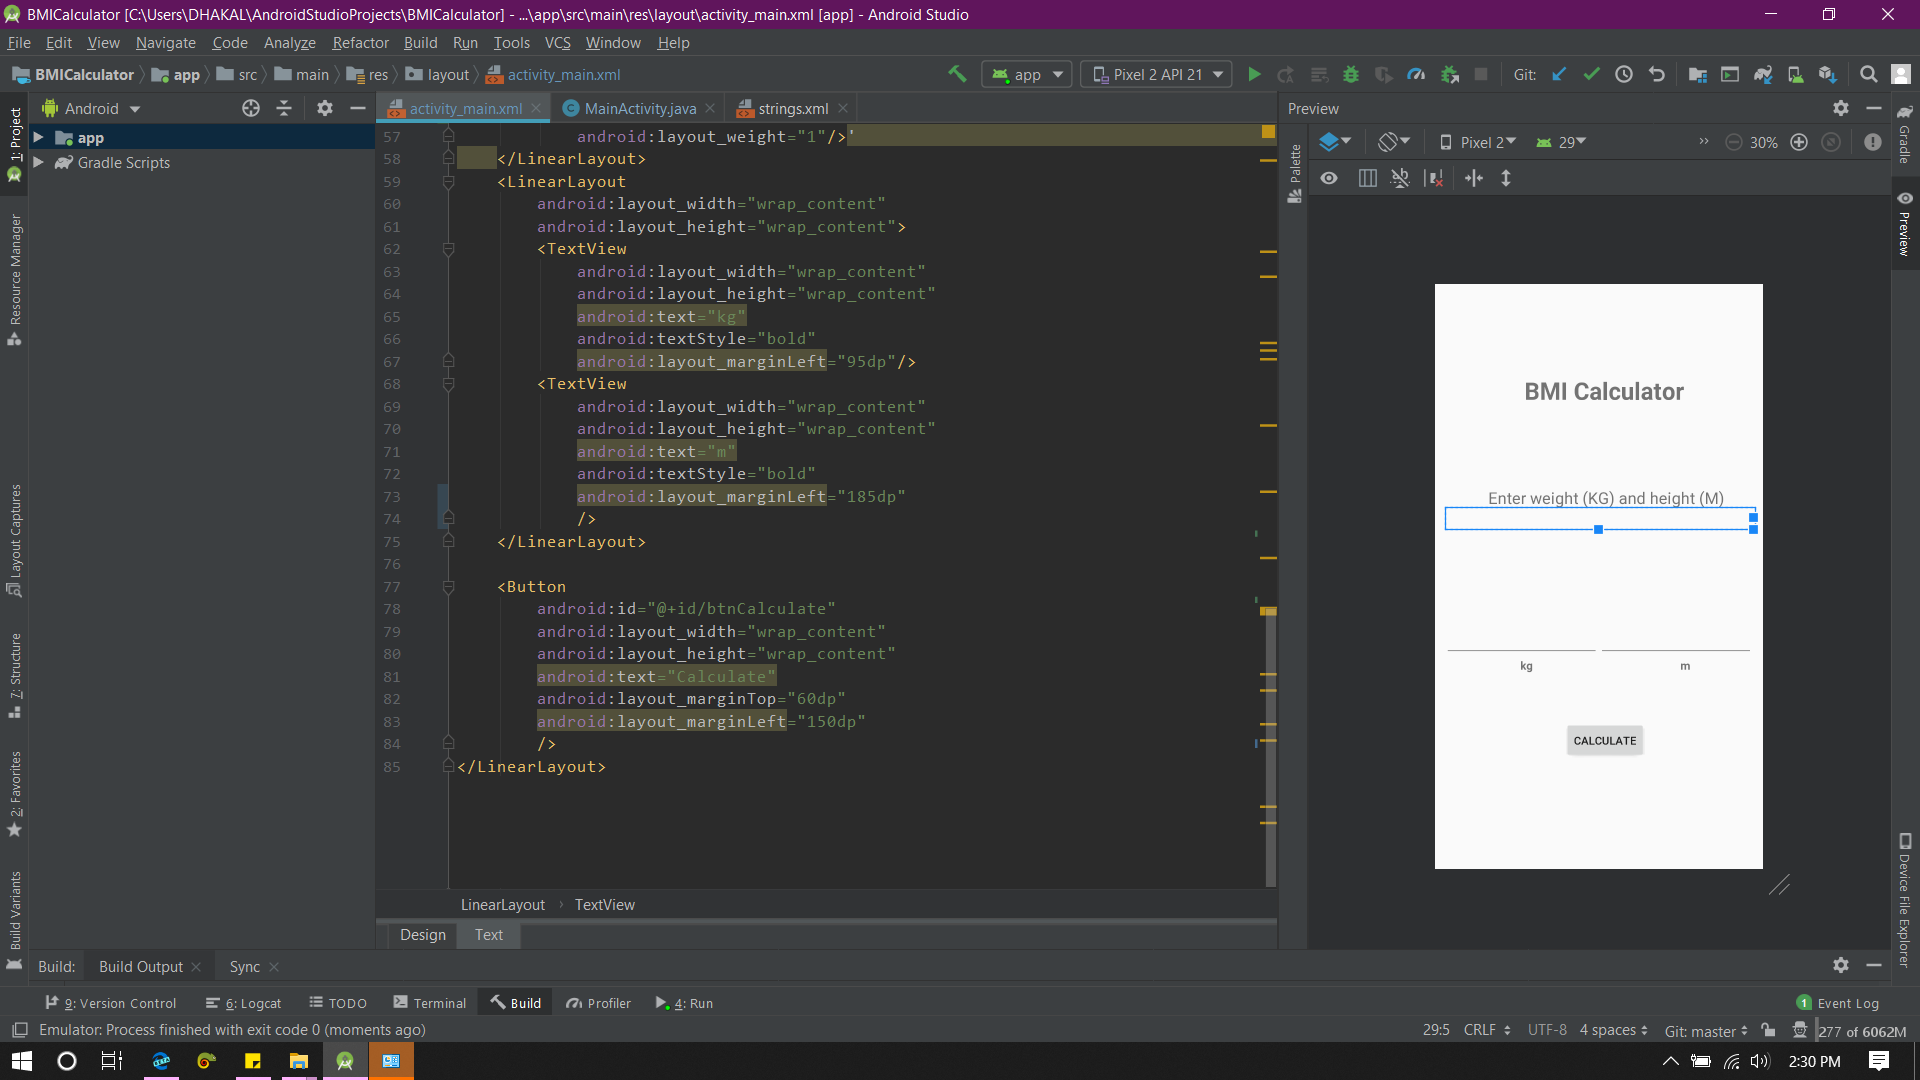 BMICalculator [C:\Users\DHAKAL\AndroidStudioProjects\BMICalculator] - ...\app\src\main\res\layout\activity_main.xml [app] - Android Studio
File Edit View Navigate Code Analyze Refactor Build Run Tools VCS Window Help
BMICalculator app src main res layout activity_main.xml app Pixel 2 API 21 Git:
Android activity_main.xml MainActivity.java strings.xml Preview
1: Project
Resource Manager
Layout Captures
7: Structure
2: Favorites
Build Variants
app
Gradle Scripts
57 android:layout_weight="1"/>'
58 </LinearLayout>
59 <LinearLayout
60 android:layout_width="wrap_content"
61 android:layout_height="wrap_content">
62 <TextView
63 android:layout_width="wrap_content"
64 android:layout_height="wrap_content"
65 android:text="kg"
66 android:textStyle="bold"
67 android:layout_marginLeft="95dp"/>
68 <TextView
69 android:layout_width="wrap_content"
70 android:layout_height="wrap_content"
71 android:text="m"
72 android:textStyle="bold"
73 android:layout_marginLeft="185dp"
74 />
75 </LinearLayout>
76
77 <Button
78 android:id="@+id/btnCalculate"
79 android:layout_width="wrap_content"
80 android:layout_height="wrap_content"
81 android:text="Calculate"
82 android:layout_marginTop="60dp"
83 android:layout_marginLeft="150dp"
84 />
85 </LinearLayout>
LinearLayout › TextView
Design Text
Palette
Pixel 2 29 » 30%
BMI Calculator
Enter weight (KG) and height (M)
kg m
CALCULATE
Gradle
Preview
Device File Explorer
Build: Build Output Sync
9: Version Control 6: Logcat TODO Terminal Build Profiler 4: Run 1 Event Log
Emulator: Process finished with exit code 0 (moments ago) 29:5 CRLF UTF-8 4 spaces Git: master 277 of 6062M
BETA 2:30 PM